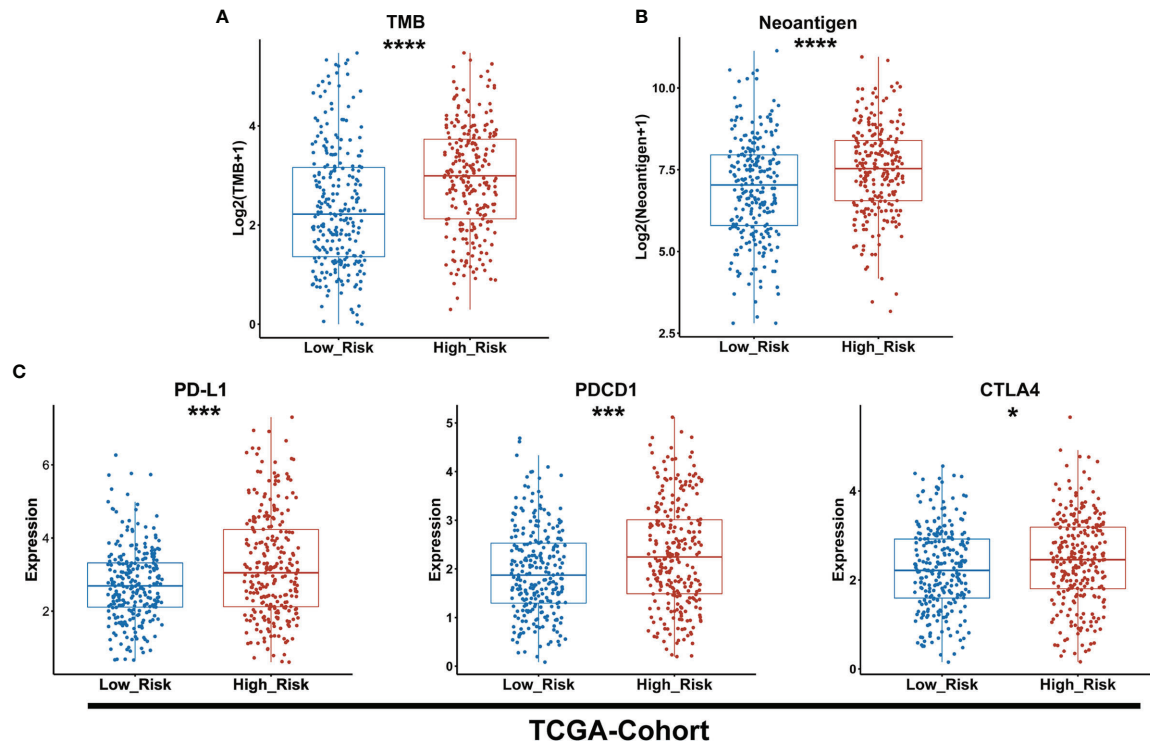 A
TMB
****
Log2(TMB+1)
4
2
0
Low_Risk High_Risk
B
Neoantigen
****
Log2(Neoantigen+1)
10.0
7.5
5.0
2.5
Low_Risk High_Risk
C
PD-L1
***
Expression
6
4
2
Low_Risk High_Risk
PDCD1
***
Expression
5
4
3
2
1
0
Low_Risk High_Risk
CTLA4
*
Expression
4
2
0
Low_Risk High_Risk
TCGA-Cohort